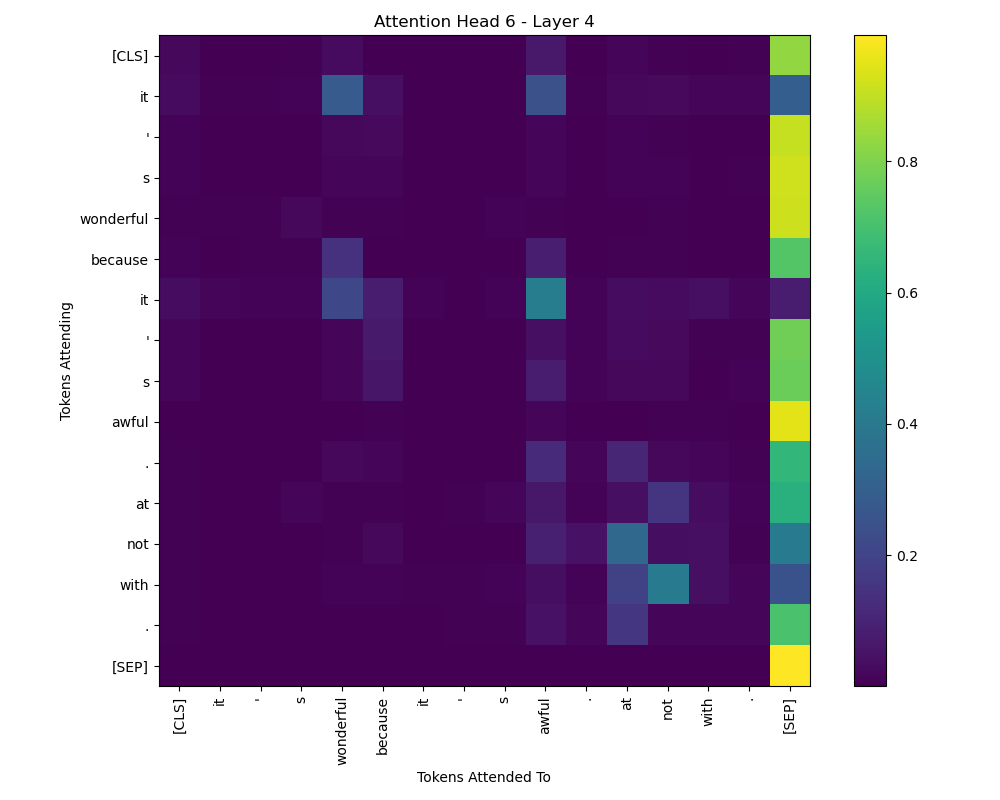 Attention Head 6 - Layer 4
[CLS]
it
'
s
wonderful
because
it
'
s
awful
.
at
not
with
.
[SEP]
Tokens Attending
[CLS]
it
'
s
wonderful
because
it
'
s
awful
.
at
not
with
.
[SEP]
Tokens Attended To
0.8
0.6
0.4
0.2